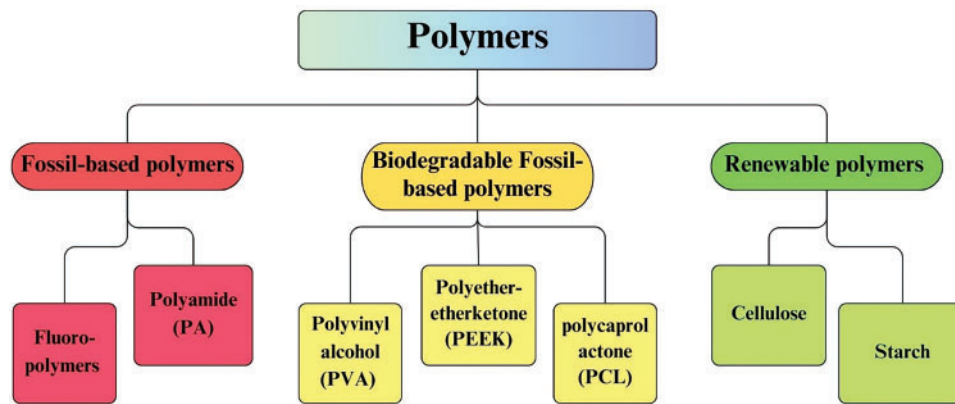 Polymers
Fossil-based polymers
Biodegradable Fossil-
based polymers
Renewable polymers
Fluoro-
polymers
Polyamide
(PA)
Polyvinyl
alcohol
(PVA)
Polyether-
etherketone
(PEEK)
polycaprol
actone
(PCL)
Cellulose
Starch